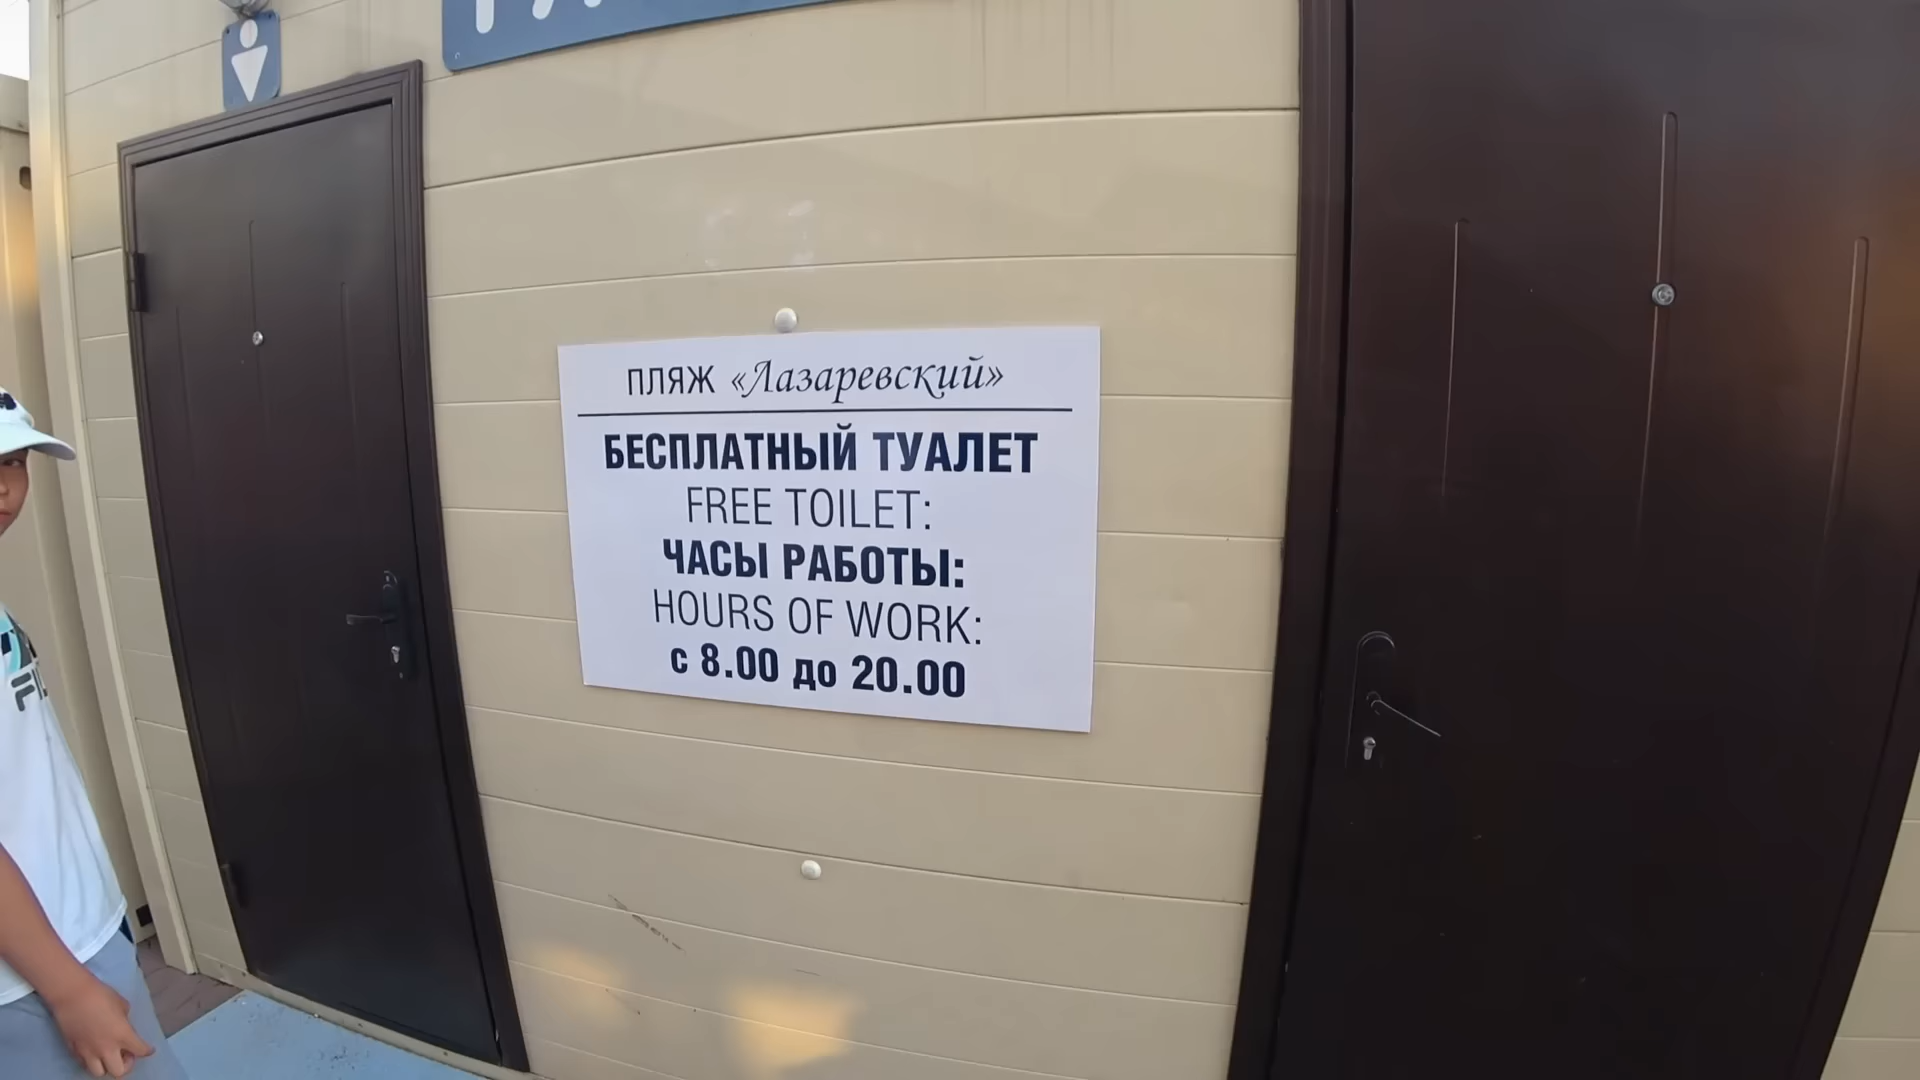 ПЛЯЖ «Лазаревский»
БЕСПЛАТНЫЙ ТУАЛЕТ
FREE TOILET:
ЧАСЫ РАБОТЫ:
HOURS OF WORK:
с 8.00 до 20.00